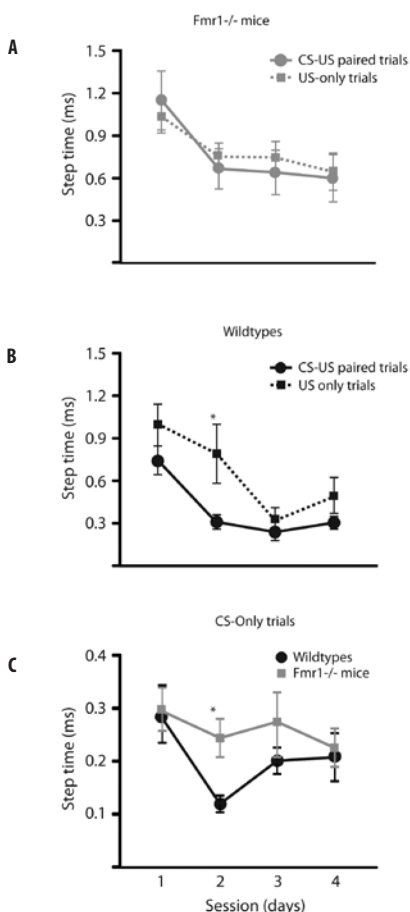 Fmr1-/- mice
A
1.5
1.2
0.9
0.6
0.3
Step time (ms)
CS-US paired trials
US-only trials
Wildtypes
B
1.5
1.2
0.9
0.6
0.3
Step time (ms)
CS-US paired trials
US only trials
*
CS-Only trials
C
0.4
0.3
0.2
0.1
Step time (ms)
Wildtypes
Fmr1-/- mice
*
1 2 3 4
Session (days)